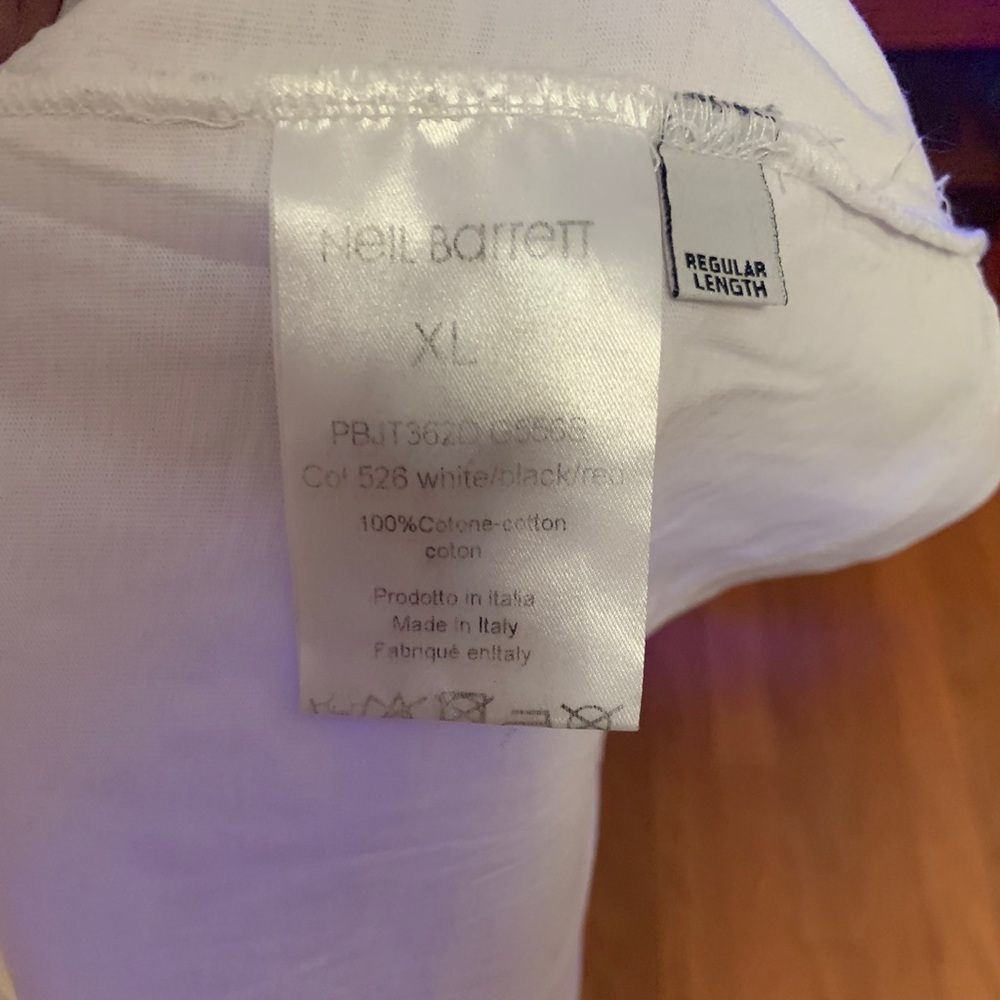 Neil Barrett
XL
PBJT362D G556S
Col 526 white/black/red
100%Cotone-cotton
coton
Prodotto in italia
Made in Italy
Fabriqué enItaly
REGULAR
LENGTH